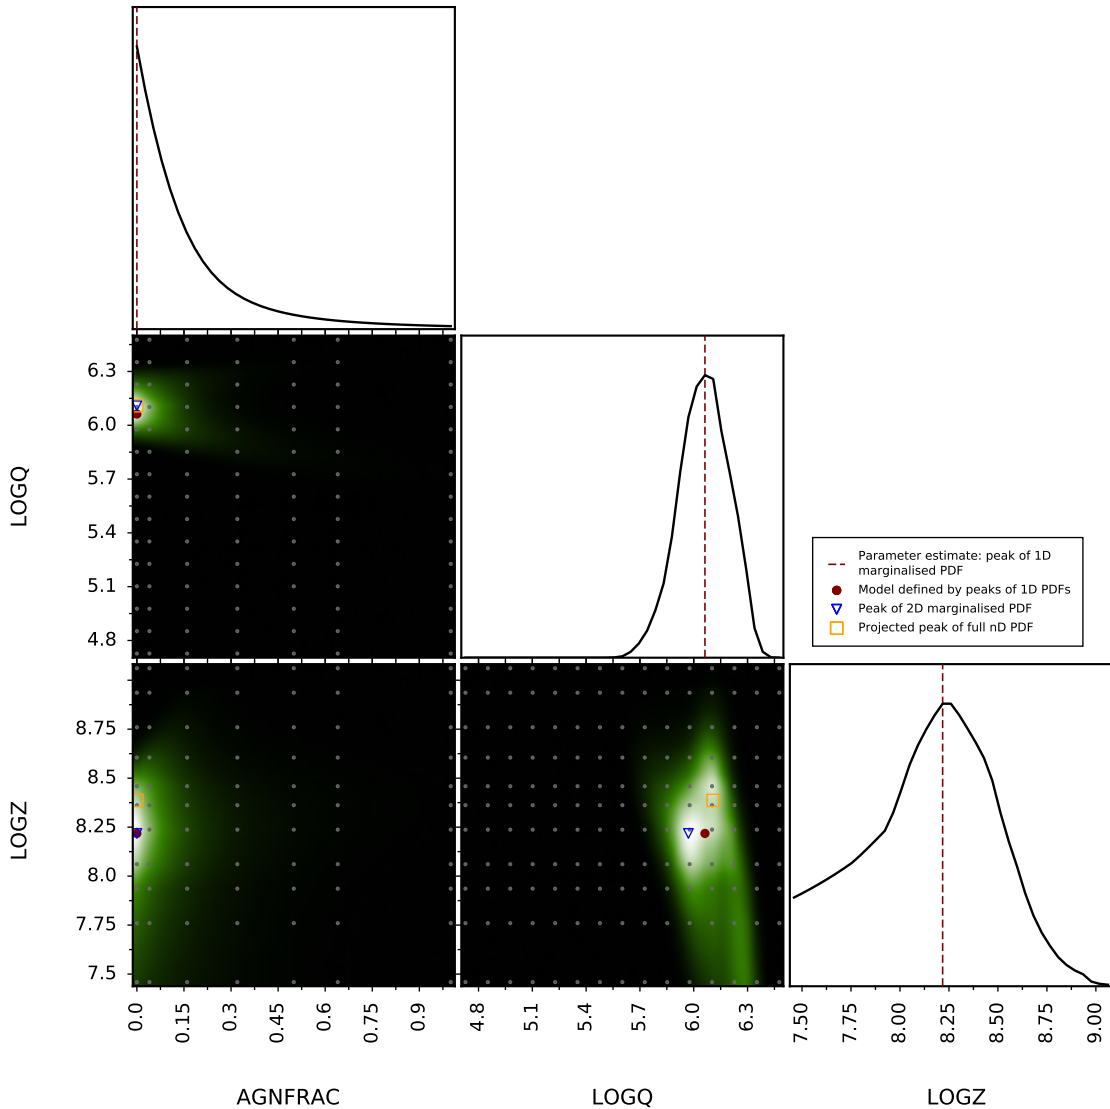 6.3
6.0
5.7
5.4
5.1
4.8
LOGQ
Parameter estimate: peak of 1D
marginalised PDF
Model defined by peaks of 1D PDFs
Peak of 2D marginalised PDF
Projected peak of full nD PDF
8.75
8.5
8.25
8.0
7.75
7.5
LOGZ
0.0 0.15 0.3 0.45 0.6 0.75 0.9
4.8 5.1 5.4 5.7 6.0 6.3
7.50 7.75 8.00 8.25 8.50 8.75 9.00
AGNFRAC LOGQ LOGZ